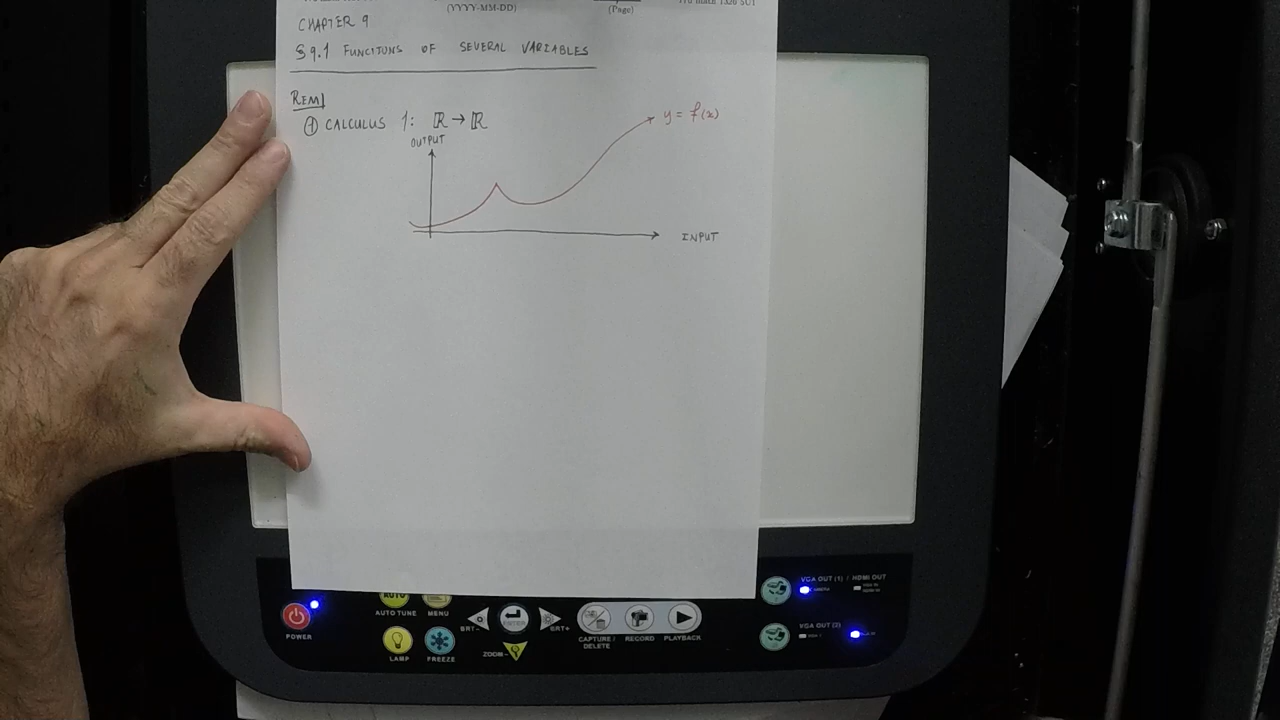 (YYYY-MM-DD)
(Page)
CHAPTER 9
§9.1 FUNCTIONS OF SEVERAL VARIABLES
REM
① CALCULUS 1: ℝ → ℝ
y = f(x)
OUTPUT
INPUT
VGA OUT (1) / HDMI OUT
AUTO TUNE
MENU
BRT-
ENTER
BRT+
CAPTURE / DELETE
RECORD
PLAYBACK
VGA OUT (2)
POWER
LAMP
FREEZE
ZOOM-